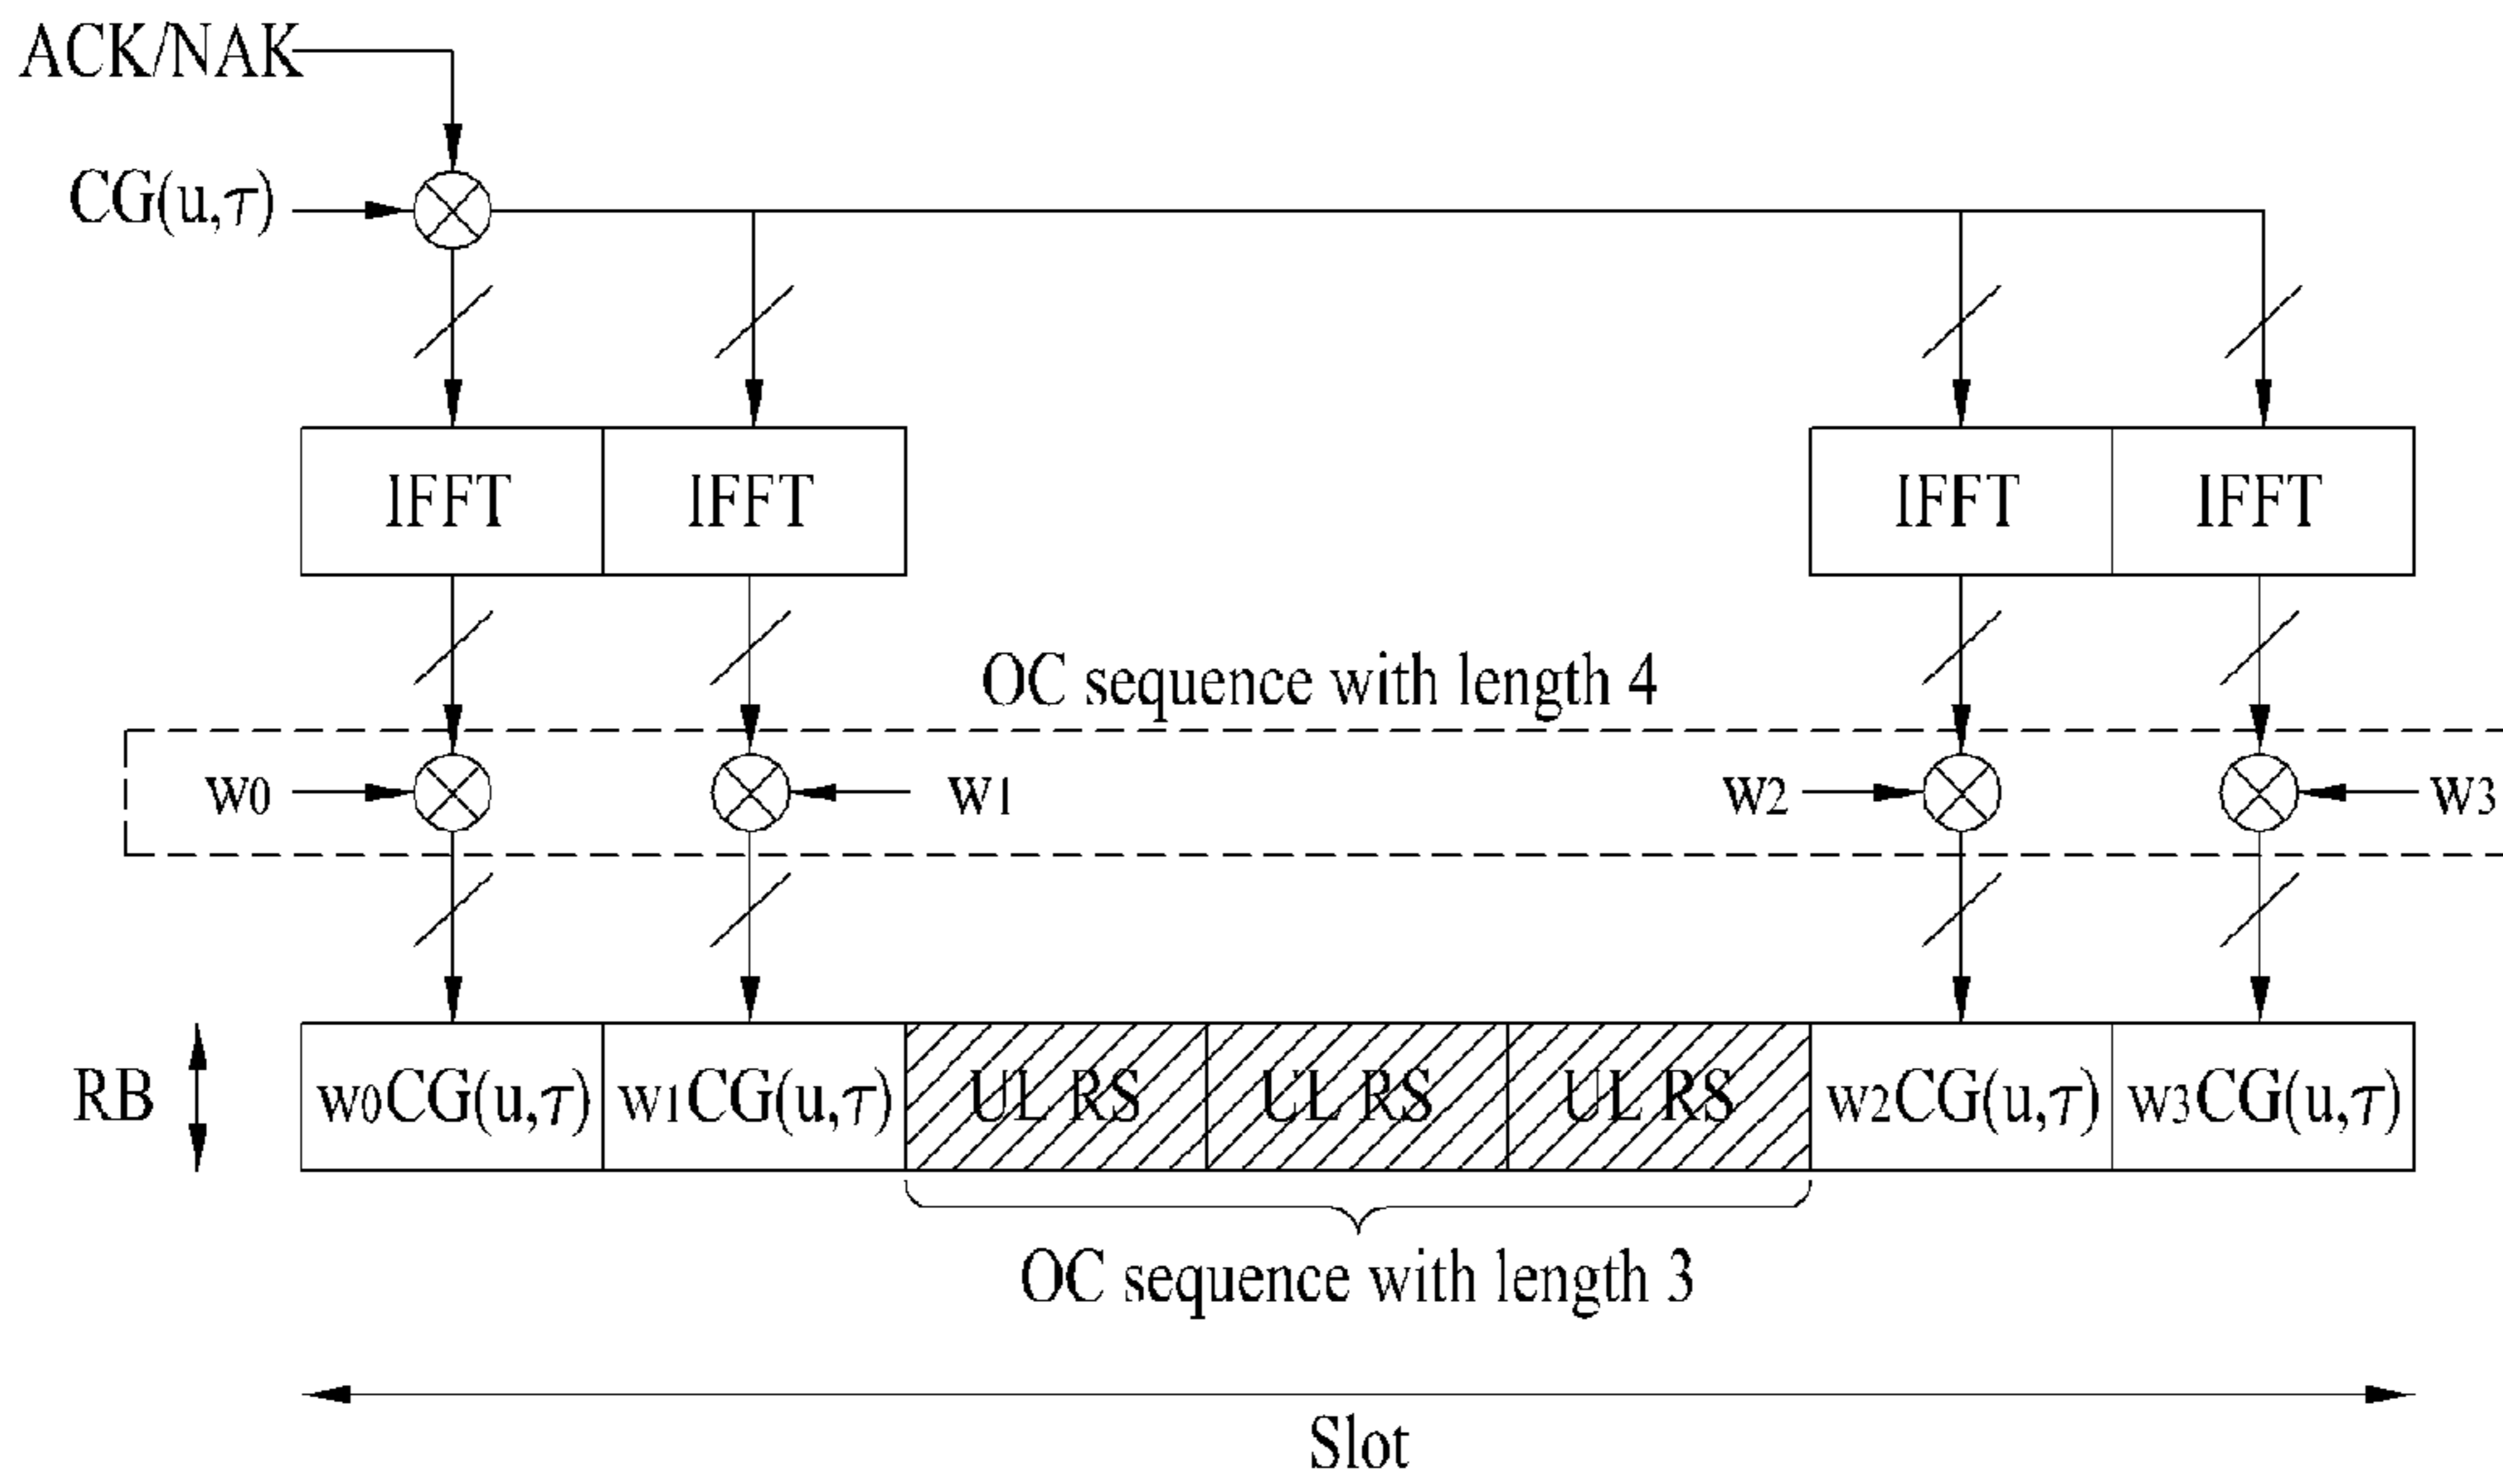 ACK/NAK
CG(u,τ)
IFFT IFFT IFFT IFFT
OC sequence with length 4
w0 w1 w2 w3
RB w0CG(u,τ) w1CG(u,τ) UL RS UL RS UL RS w2CG(u,τ) w3CG(u,τ)
OC sequence with length 3
Slot